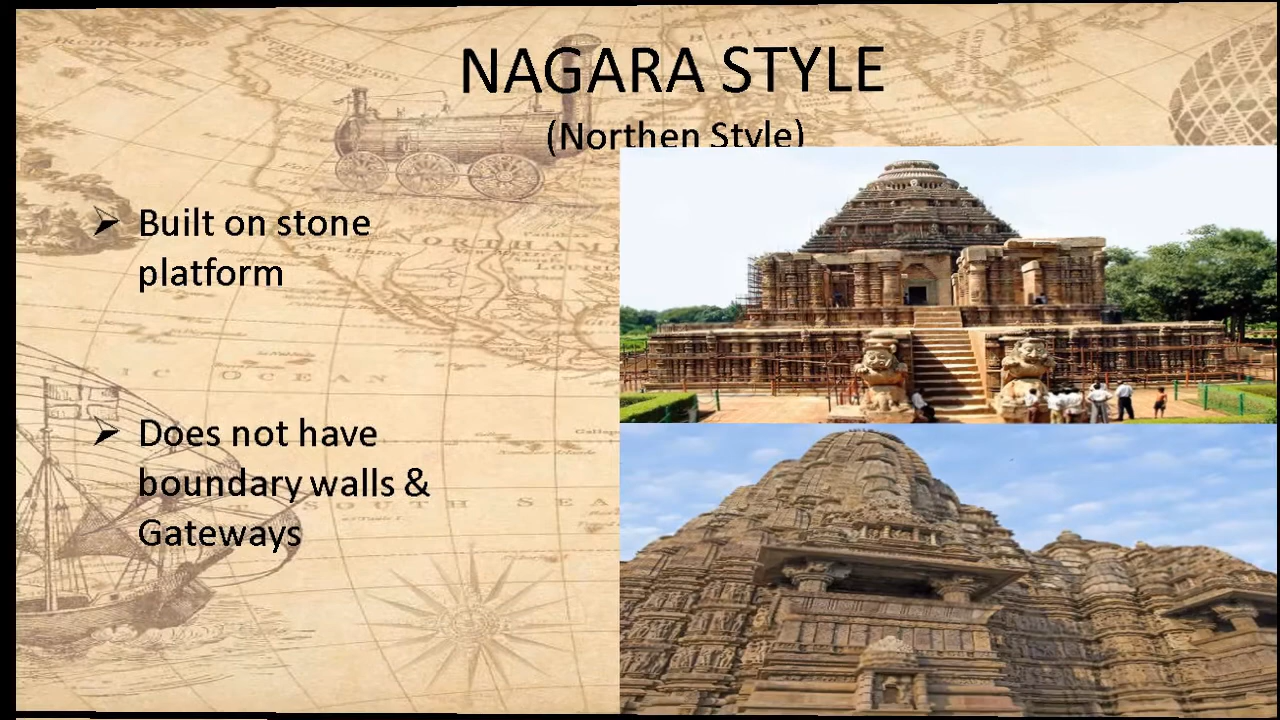 NAGARA STYLE
(Northen Style)
➢ Built on stone
platform
➢ Does not have
boundary walls &
Gateways